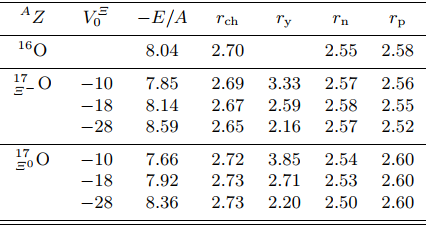 ᴬZ V₀^Ξ −E/A r_ch r_y r_n r_p
¹⁶O 8.04 2.70 2.55 2.58
¹⁷_Ξ⁻O −10 7.85 2.69 3.33 2.57 2.56
−18 8.14 2.67 2.59 2.58 2.55
−28 8.59 2.65 2.16 2.57 2.52
¹⁷_Ξ⁰O −10 7.66 2.72 3.85 2.54 2.60
−18 7.92 2.73 2.71 2.53 2.60
−28 8.36 2.73 2.20 2.50 2.60